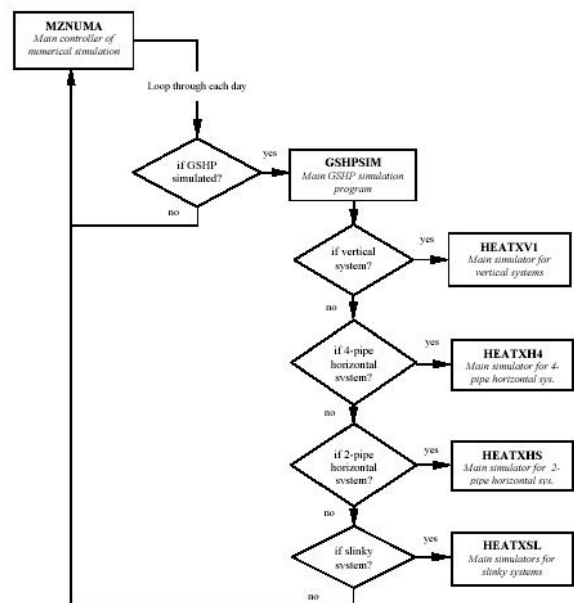 MZNUMA
Main controller of
numerical simulation
Loop through each day
if GSHP
simulated?
yes
no
GSHPSIM
Main GSHP simulation
program
if vertical
system?
yes
no
HEATXV1
Main simulator for
vertical systems
if 4-pipe
horizontal
system?
yes
no
HEATXH4
Main simulator for 4-
pipe horizontal sys.
if 2-pipe
horizontal
system?
yes
no
HEATXHS
Main simulator for 2-
pipe horizontal sys.
if slinky
system?
yes
no
HEATXSL
Main simulators for
slinky systems